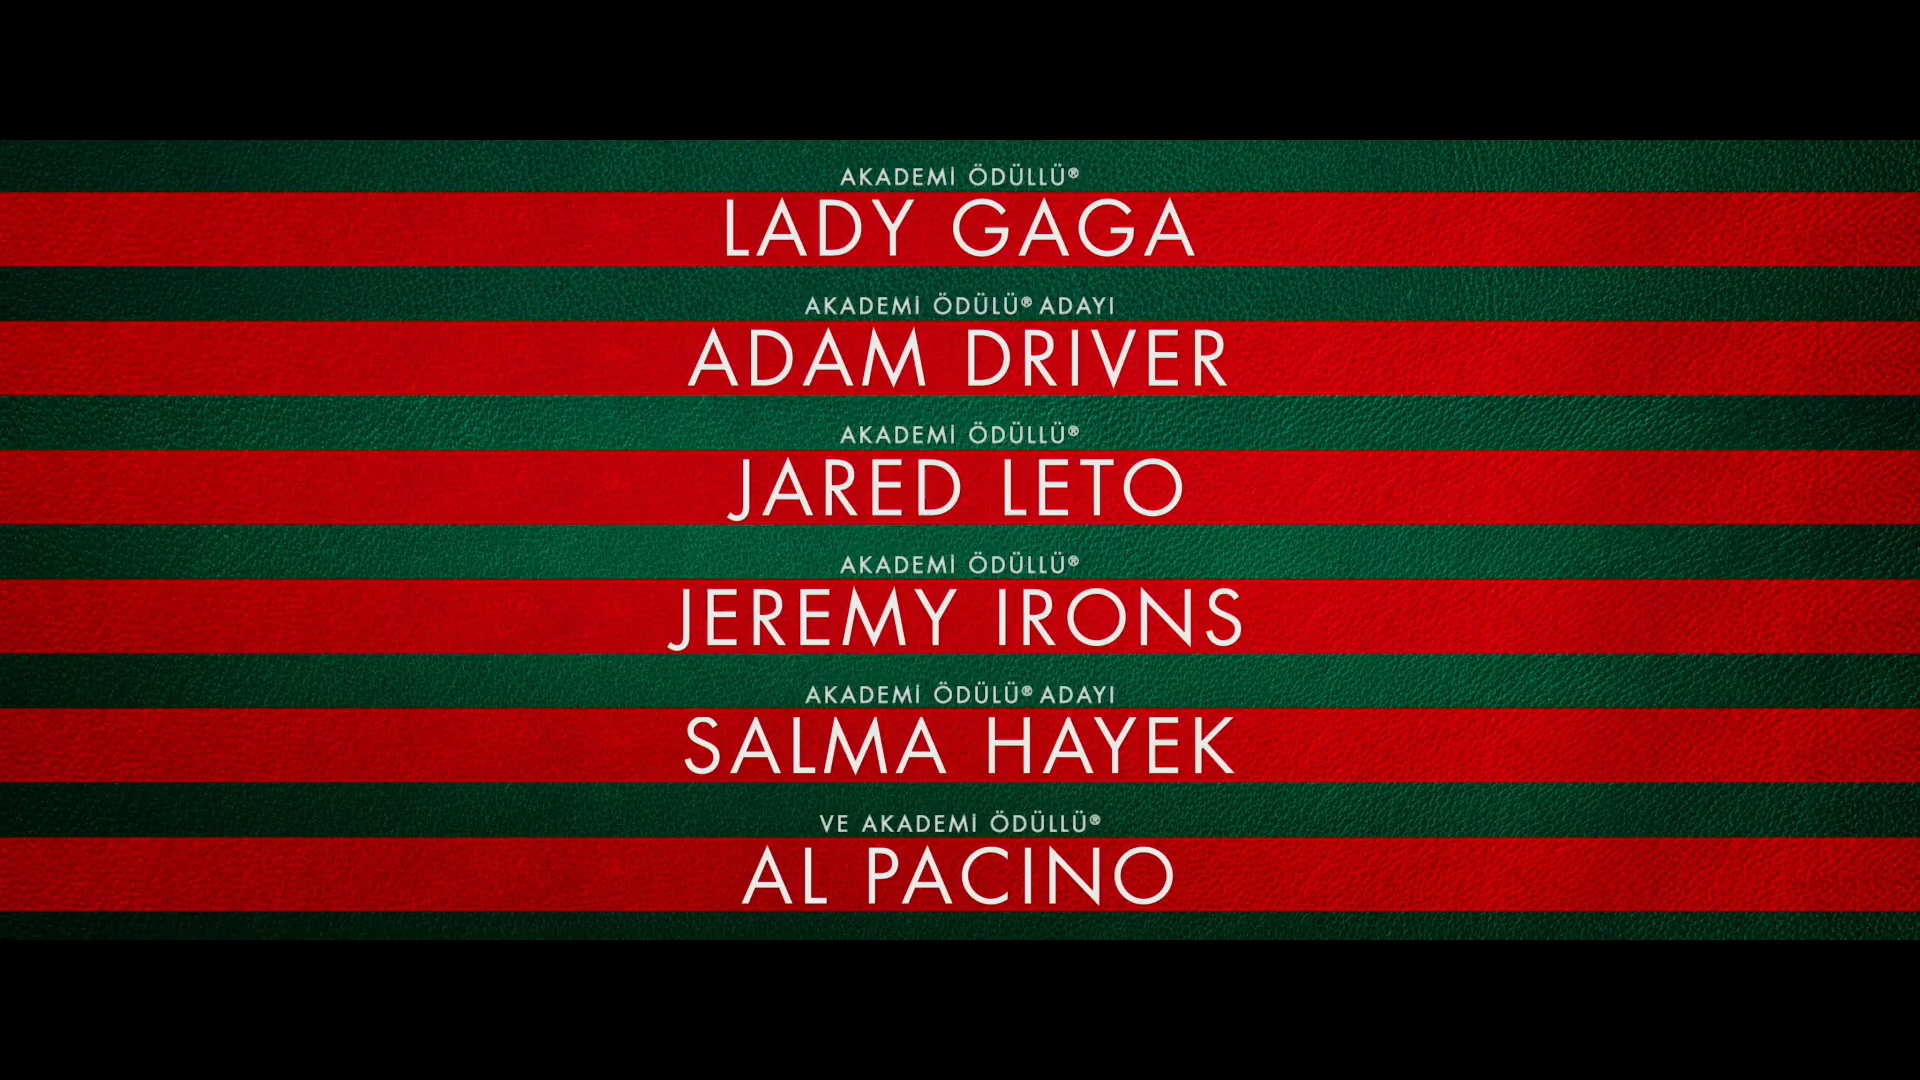 AKADEMİ ÖDÜLLÜ®
LADY GAGA
AKADEMİ ÖDÜLÜ® ADAYI
ADAM DRIVER
AKADEMİ ÖDÜLLÜ®
JARED LETO
AKADEMİ ÖDÜLLÜ®
JEREMY IRONS
AKADEMİ ÖDÜLÜ® ADAYI
SALMA HAYEK
VE AKADEMİ ÖDÜLLÜ®
AL PACINO